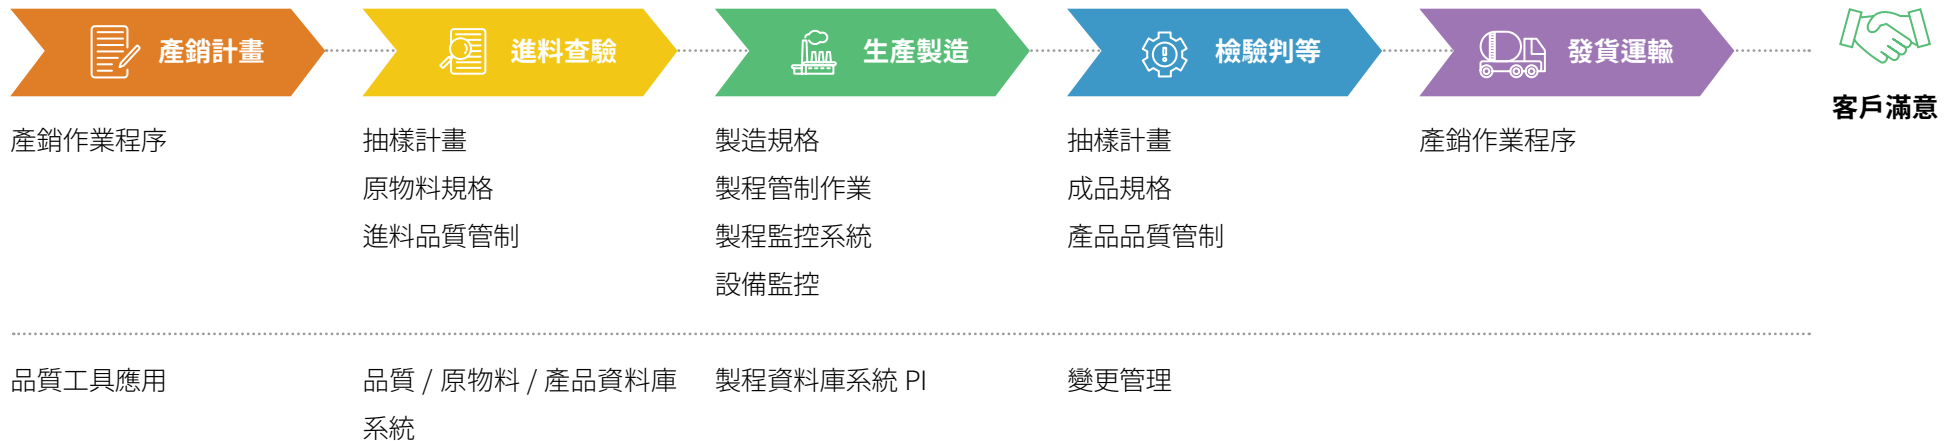 產銷計畫
進料查驗
生產製造
檢驗判等
發貨運輸
客戶滿意
產銷作業程序
抽樣計畫
原物料規格
進料品質管制
製造規格
製程管制作業
製程監控系統
設備監控
抽樣計畫
成品規格
產品品質管制
產銷作業程序
品質工具應用
品質 / 原物料 / 產品資料庫
系統
製程資料庫系統 PI
變更管理